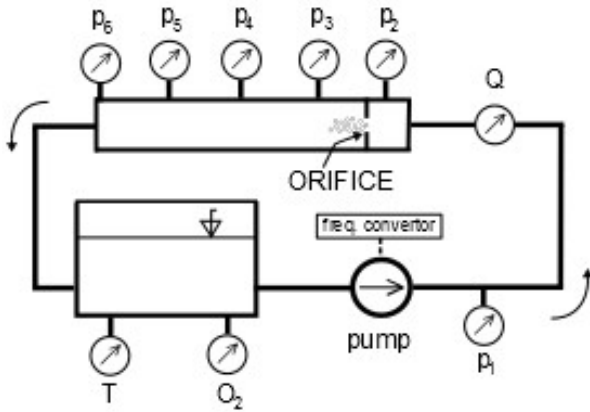 p₆ p₅ p₄ p₃ p₂
Q
ORIFICE
freq. convertor
pump
p₁
T O₂